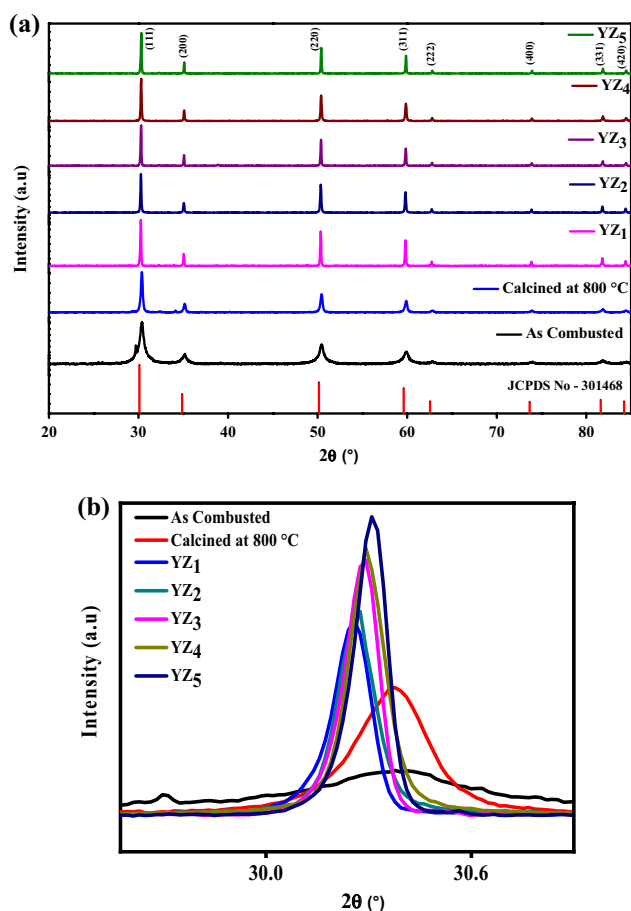 (a)
(111)
(200)
(220)
(311)
(222)
(400)
(331)
(420)
YZ5
YZ4
YZ3
YZ2
YZ1
Calcined at 800 °C
As Combusted
JCPDS No - 301468
Intensity (a.u)
20 30 40 50 60 70 80
2θ (°)
(b)
As Combusted
Calcined at 800 °C
YZ1
YZ2
YZ3
YZ4
YZ5
Intensity (a.u)
30.0 30.6
2θ (°)